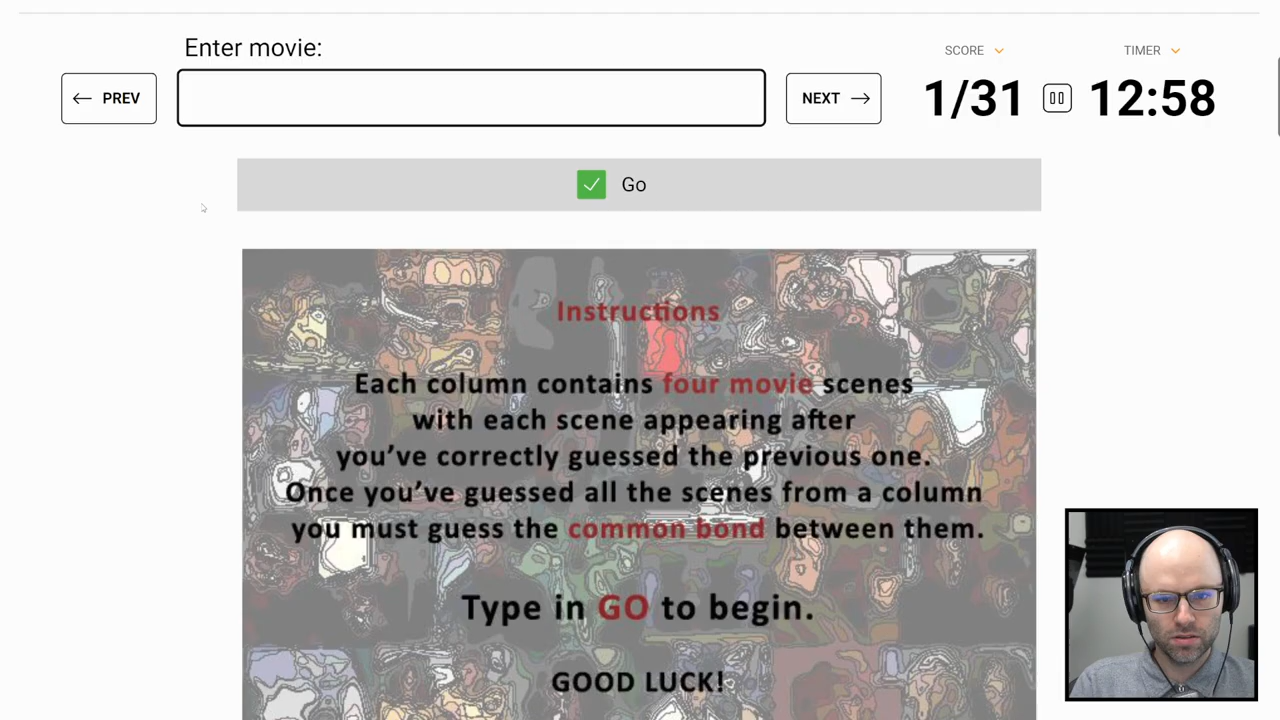 Enter movie:
SCORE
TIMER
← PREV
NEXT →
1/31
12:58
Go
Instructions
Each column contains four movie scenes
with each scene appearing after
you've correctly guessed the previous one.
Once you've guessed all the scenes from a column
you must guess the common bond between them.
Type in GO to begin.
GOOD LUCK!